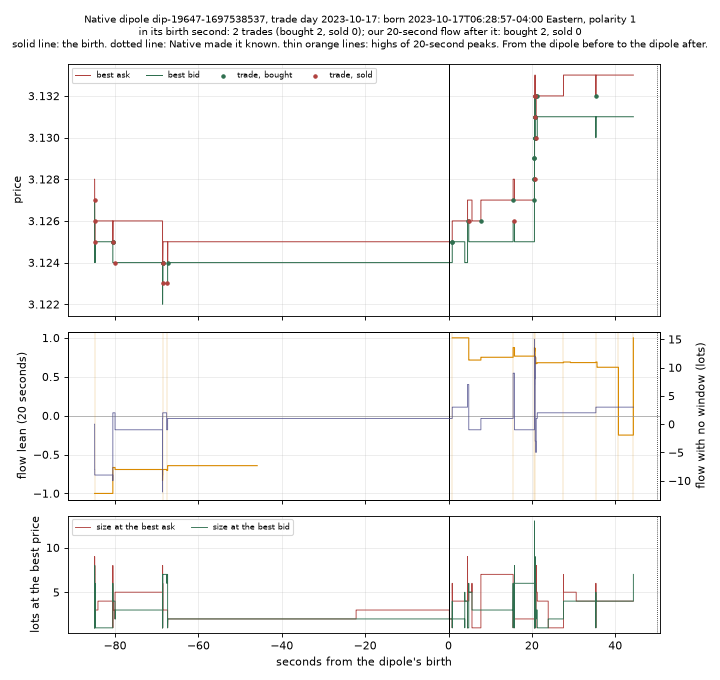 Native dipole dip-19647-1697538537, trade day 2023-10-17: born 2023-10-17T06:28:57-04:00 Eastern, polarity 1
in its birth second: 2 trades (bought 2, sold 0); our 20-second flow after it: bought 2, sold 0
solid line: the birth. dotted line: Native made it known. thin orange lines: highs of 20-second peaks. From the dipole before to the dipole after.
best ask
best bid
trade, bought
trade, sold
3.132
3.130
3.128
3.126
3.124
3.122
price
1.0
0.5
0.0
−0.5
−1.0
flow lean (20 seconds)
15
10
5
0
−5
−10
flow with no window (lots)
size at the best ask
size at the best bid
10
5
lots at the best price
−80
−60
−40
−20
0
20
40
seconds from the dipole's birth